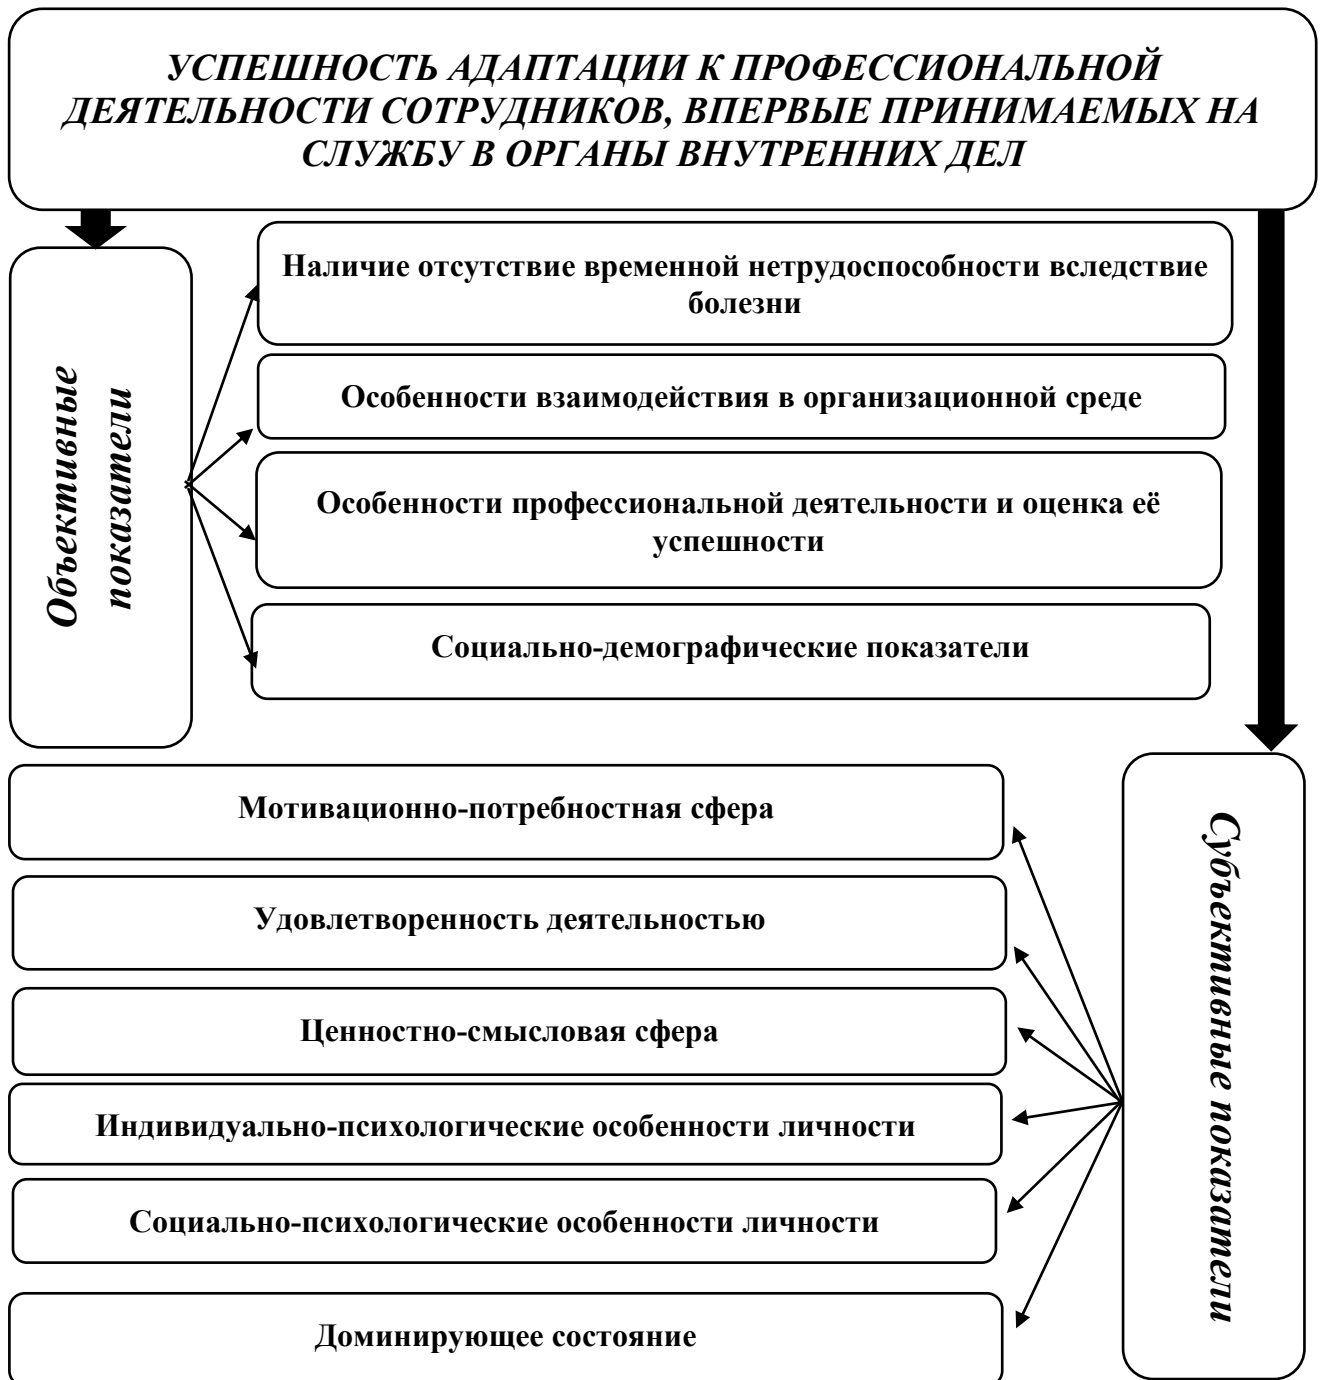 УСПЕШНОСТЬ АДАПТАЦИИ К ПРОФЕССИОНАЛЬНОЙ
ДЕЯТЕЛЬНОСТИ СОТРУДНИКОВ, ВПЕРВЫЕ ПРИНИМАЕМЫХ НА
СЛУЖБУ В ОРГАНЫ ВНУТРЕННИХ ДЕЛ
Объективные
показатели
Наличие отсутствие временной нетрудоспособности вследствие
болезни
Особенности взаимодействия в организационной среде
Особенности профессиональной деятельности и оценка её
успешности
Социально-демографические показатели
Субъективные показатели
Мотивационно-потребностная сфера
Удовлетворенность деятельностью
Ценностно-смысловая сфера
Индивидуально-психологические особенности личности
Социально-психологические особенности личности
Доминирующее состояние